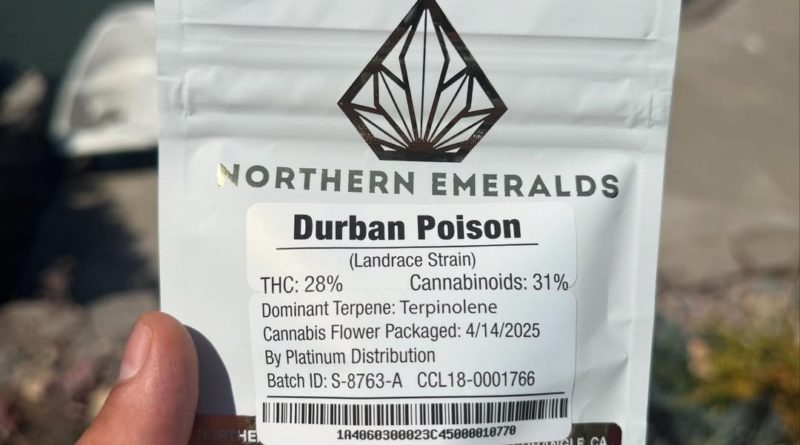 NORTHERN EMERALDS
Durban Poison
(Landrace Strain)
THC: 28% Cannabinoids: 31%
Dominant Terpene: Terpinolene
Cannabis Flower Packaged: 4/14/2025
By Platinum Distribution
Batch ID: S-8763-A CCL18-0001766
1A4060300023C45000010770